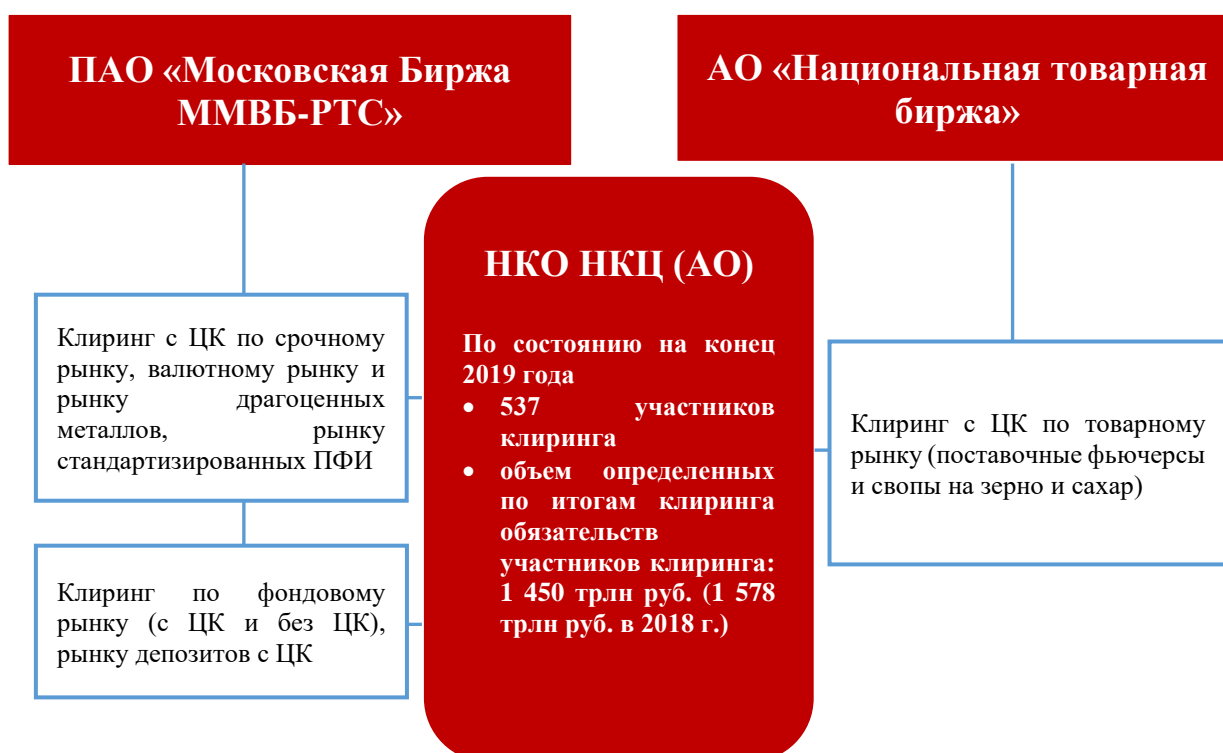 ПАО «Московская Биржа
ММВБ-РТС»
АО «Национальная товарная
биржа»
Клиринг с ЦК по срочному
рынку, валютному рынку и
рынку драгоценных
металлов, рынку
стандартизированных ПФИ
Клиринг по фондовому
рынку (с ЦК и без ЦК),
рынку депозитов с ЦК
НКО НКЦ (АО)
По состоянию на конец
2019 года
• 537 участников
клиринга
• объем определенных
по итогам клиринга
обязательств
участников клиринга:
1 450 трлн руб. (1 578
трлн руб. в 2018 г.)
Клиринг с ЦК по товарному
рынку (поставочные фьючерсы
и свопы на зерно и сахар)